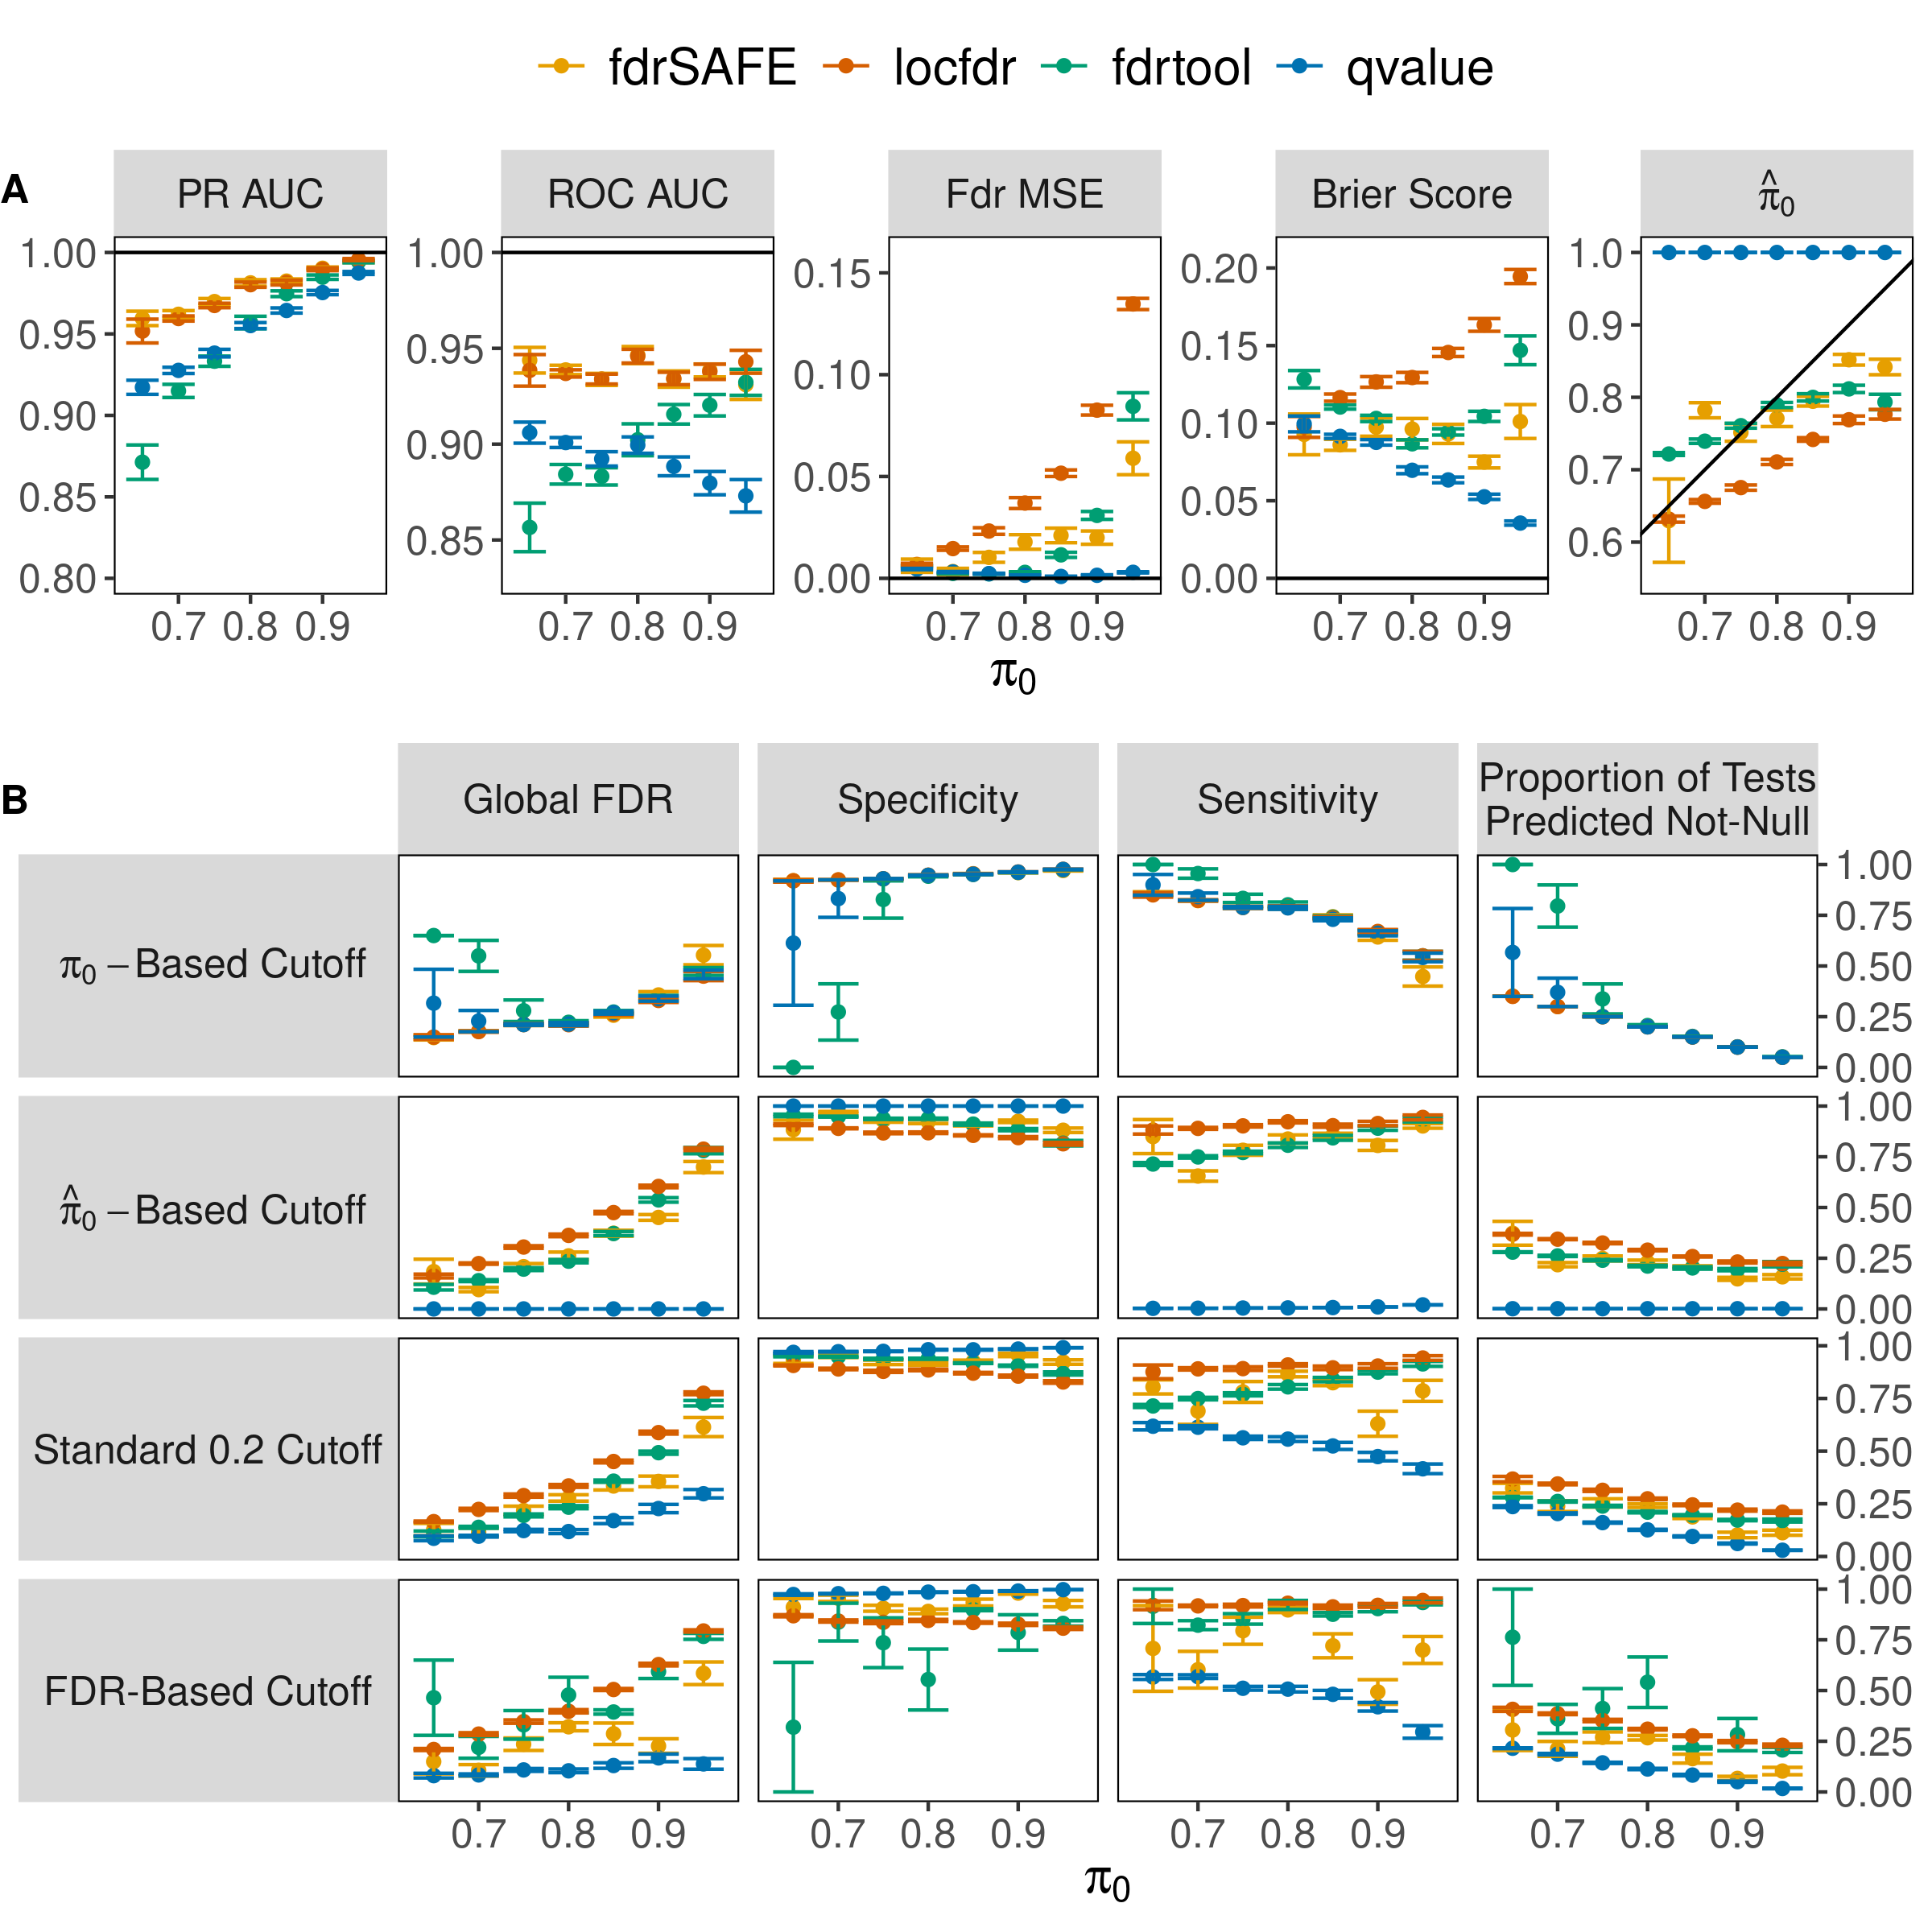 fdrSAFE locfdr fdrtool qvalue
A
PR AUC ROC AUC Fdr MSE Brier Score π̂₀
1.00 1.00 0.15 0.20 1.0
0.95 0.95 0.10 0.15 0.9
0.90 0.90 0.05 0.10 0.8
0.85 0.85 0.00 0.05 0.7
0.80 0.00 0.6
0.7 0.8 0.9 0.7 0.8 0.9 0.7 0.8 0.9 0.7 0.8 0.9 0.7 0.8 0.9
π₀
B
Global FDR Specificity Sensitivity Proportion of Tests
Predicted Not-Null
π₀ −Based Cutoff
1.00
0.75
0.50
0.25
0.00
π̂₀ −Based Cutoff
1.00
0.75
0.50
0.25
0.00
Standard 0.2 Cutoff
1.00
0.75
0.50
0.25
0.00
FDR-Based Cutoff
1.00
0.75
0.50
0.25
0.00
0.7 0.8 0.9 0.7 0.8 0.9 0.7 0.8 0.9 0.7 0.8 0.9
π₀